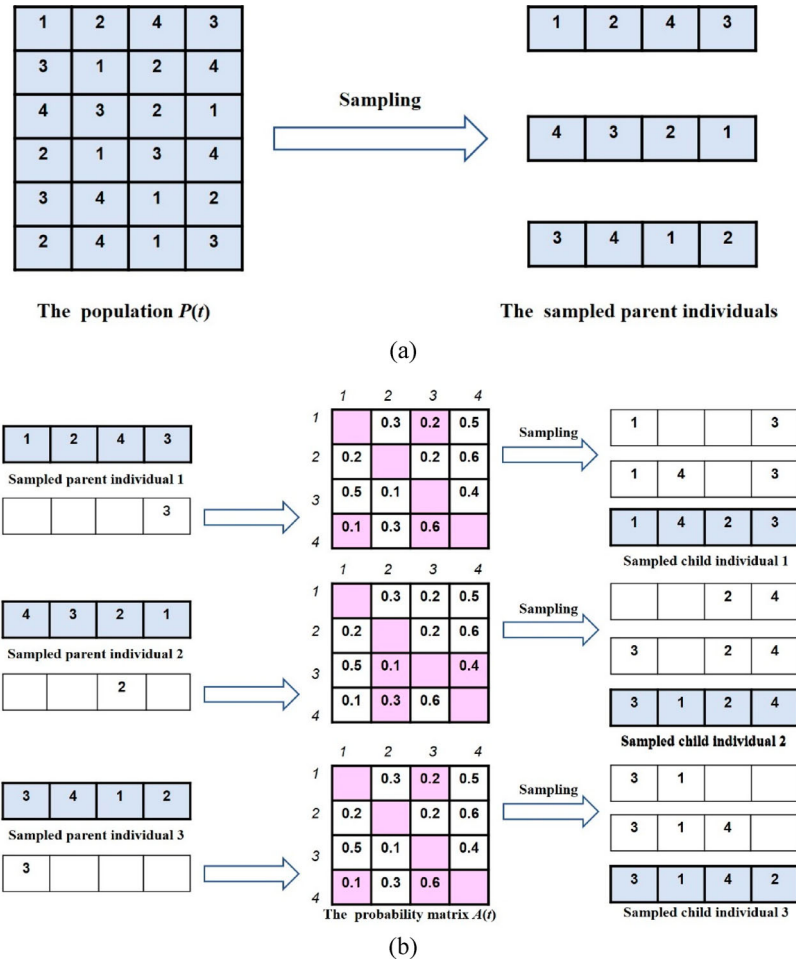 1 2 4 3
3 1 2 4
4 3 2 1
2 1 3 4
3 4 1 2
2 4 1 3
The population P(t)
Sampling
1 2 4 3
4 3 2 1
3 4 1 2
The sampled parent individuals
(a)
1 2 4 3
Sampled parent individual 1
3
1 2 3 4
1 0.3 0.2 0.5
2 0.2 0.2 0.6
3 0.5 0.1 0.4
4 0.1 0.3 0.6
Sampling
1 3
1 4 3
1 4 2 3
Sampled child individual 1
4 3 2 1
Sampled parent individual 2
2
1 2 3 4
1 0.3 0.2 0.5
2 0.2 0.2 0.6
3 0.5 0.1 0.4
4 0.1 0.3 0.6
Sampling
2 4
3 2 4
3 1 2 4
Sampled child individual 2
3 4 1 2
Sampled parent individual 3
3
1 2 3 4
1 0.3 0.2 0.5
2 0.2 0.2 0.6
3 0.5 0.1 0.4
4 0.1 0.3 0.6
The probability matrix A(t)
Sampling
3 1
3 1 4
3 1 4 2
Sampled child individual 3
(b)